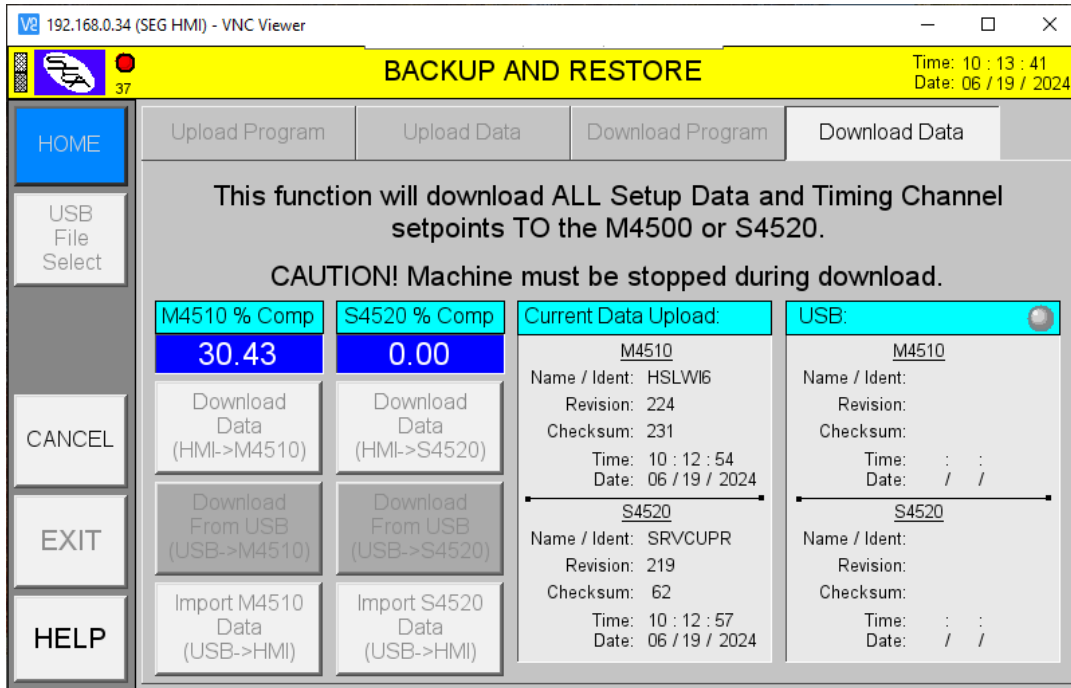 192.168.0.34 (SEG HMI) - VNC Viewer
37
BACKUP AND RESTORE
Time: 10 : 13 : 41
Date: 06 / 19 / 2024
HOME
Upload Program
Upload Data
Download Program
Download Data
USB
File
Select
This function will download ALL Setup Data and Timing Channel
setpoints TO the M4500 or S4520.
CAUTION! Machine must be stopped during download.
M4510 % Comp
30.43
Download
Data
(HMI->M4510)
Download
From USB
(USB->M4510)
Import M4510
Data
(USB->HMI)
S4520 % Comp
0.00
Download
Data
(HMI->S4520)
Download
From USB
(USB->S4520)
Import S4520
Data
(USB->HMI)
Current Data Upload:
M4510
Name / Ident: HSLWI6
Revision: 224
Checksum: 231
Time: 10 : 12 : 54
Date: 06 / 19 / 2024
S4520
Name / Ident: SRVCUPR
Revision: 219
Checksum: 62
Time: 10 : 12 : 57
Date: 06 / 19 / 2024
USB:
M4510
Name / Ident:
Revision:
Checksum:
Time: : :
Date: / /
S4520
Name / Ident:
Revision:
Checksum:
Time: : :
Date: / /
CANCEL
EXIT
HELP